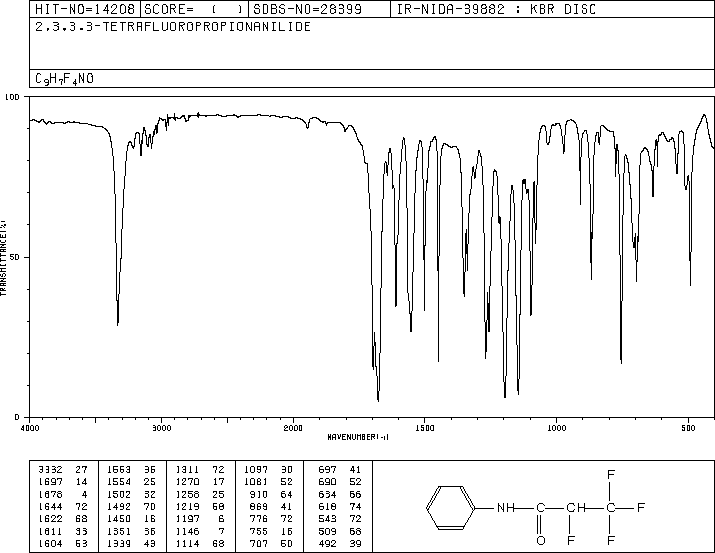 HIT-NO=14208 SCORE= ( ) SDBS-NO=28399 IR-NIDA-39882 : KBR DISC
2,3,3,3-TETRAFLUOROPROPIONANILIDE
C9H7F4NO
100
50
0
TRANSMITTANCE(%)
4000 3000 2000 1500 1000 500
WAVENUMBER(-1)
3332 27 1563 36 1311 72 1097 30 697 41
1697 14 1554 25 1270 17 1081 52 690 52
1678 4 1502 32 1258 25 910 64 634 66
1644 72 1492 70 1219 58 869 41 618 74
1622 68 1450 16 1197 6 776 72 543 72
1611 33 1351 36 1146 7 755 16 509 68
1604 53 1339 43 1114 68 707 50 492 39
NH C CH C F
O F F F